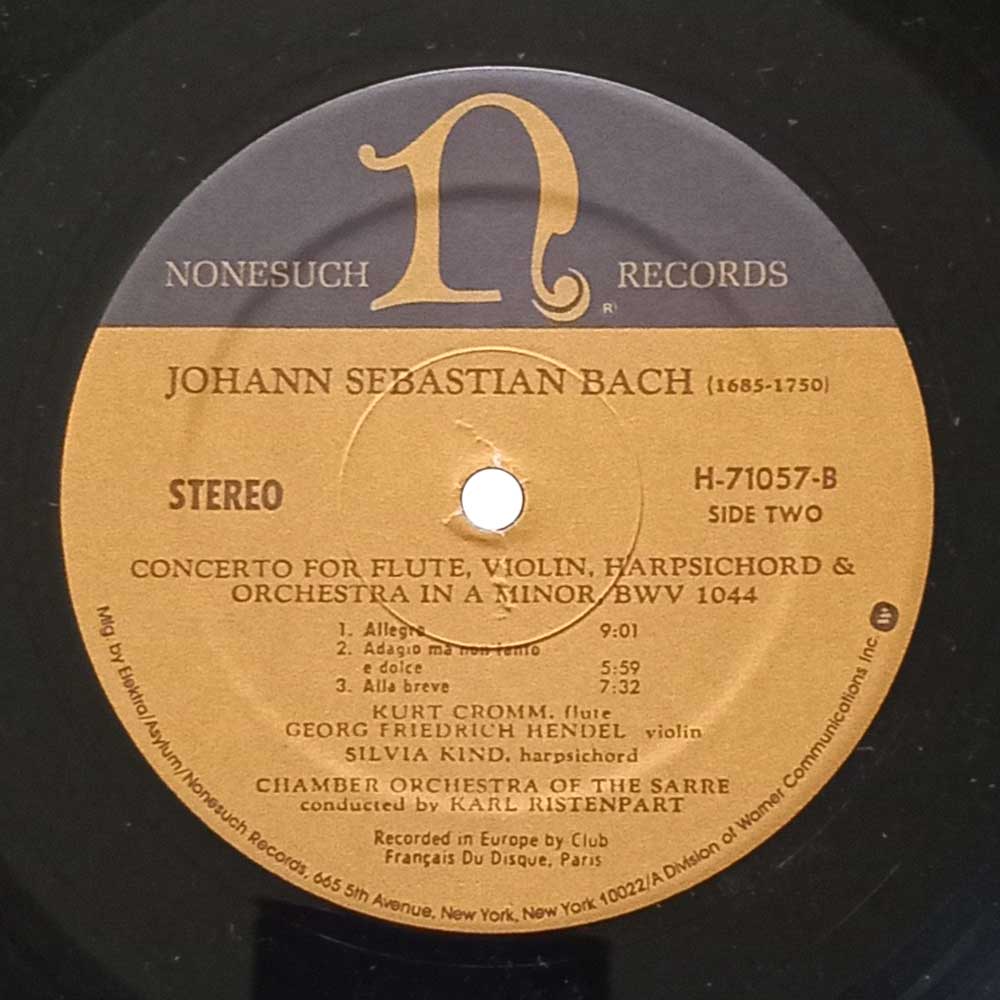 n
NONESUCH RECORDS
R
JOHANN SEBASTIAN BACH (1685-1750)
STEREO
H-71057-B
SIDE TWO
CONCERTO FOR FLUTE, VIOLIN, HARPSICHORD &
ORCHESTRA IN A MINOR, BWV 1044
1. Allegro 9:01
2. Adagio ma non tanto
e dolce 5:59
3. Alla breve 7:32
KURT CROMM, flute
GEORG FRIEDRICH HENDEL violin
SILVIA KIND, harpsichord
CHAMBER ORCHESTRA OF THE SARRE
conducted by KARL RISTENPART
Recorded in Europe by Club
Français Du Disque, Paris
Mfg by Elektra/Asylum/Nonesuch Records, 665 5th Avenue, New York, New York 10022/A Division of Warner Communications Inc.